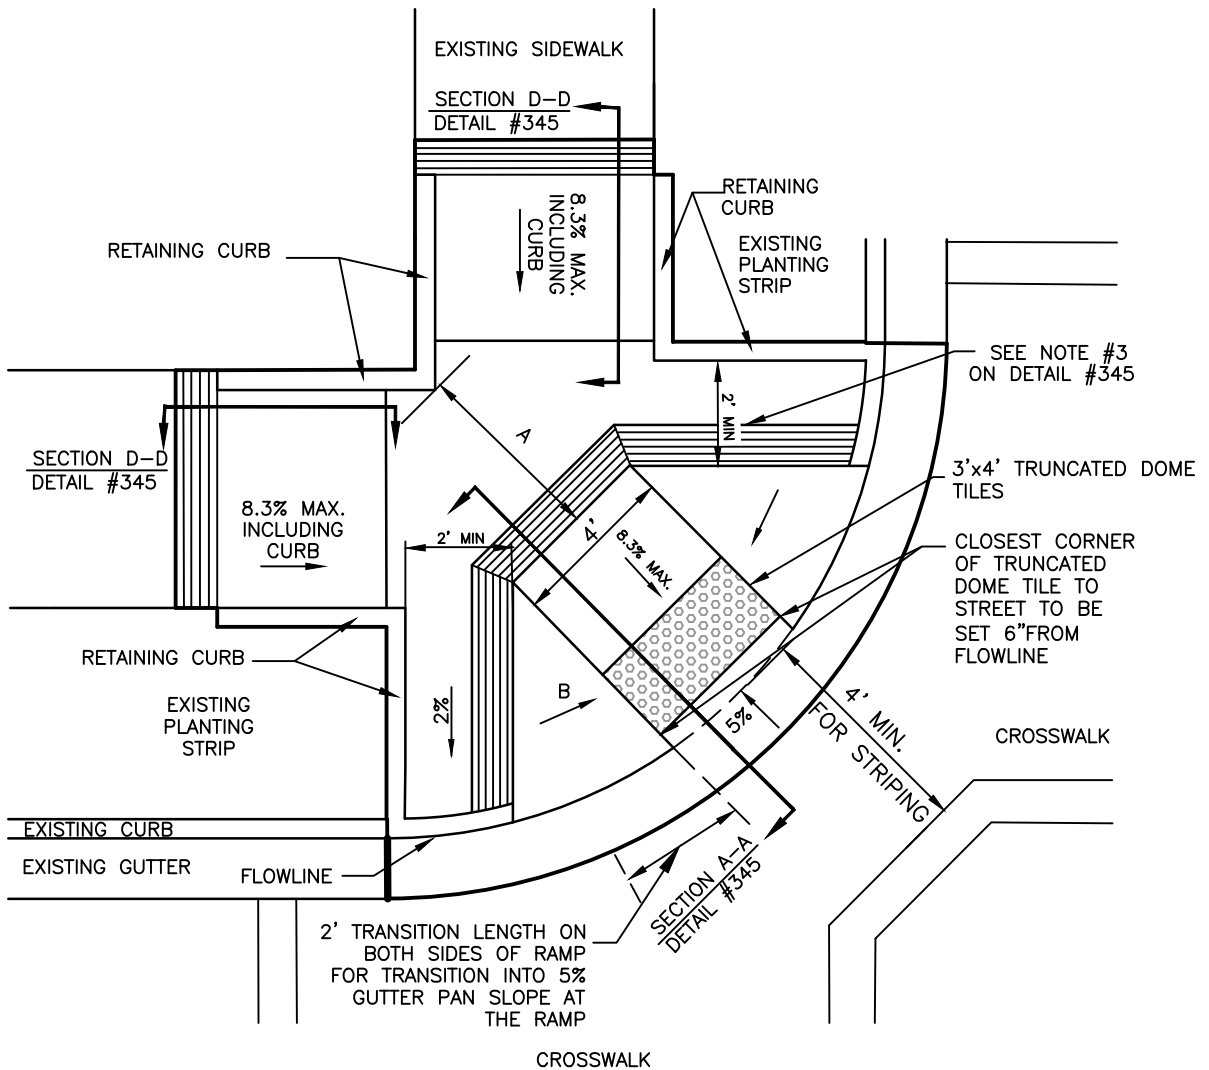 EXISTING SIDEWALK
SECTION D-D
DETAIL #345
8.3% MAX.
INCLUDING
CURB
RETAINING
CURB
EXISTING
PLANTING
STRIP
RETAINING CURB
SEE NOTE #3
ON DETAIL #345
2' MIN
A
SECTION D-D
DETAIL #345
3'x4' TRUNCATED DOME
TILES
8.3% MAX.
INCLUDING
CURB
2' MIN
4'
8.3% MAX.
CLOSEST CORNER
OF TRUNCATED
DOME TILE TO
STREET TO BE
SET 6"FROM
FLOWLINE
RETAINING CURB
EXISTING
PLANTING
STRIP
2%
B
5%
4' MIN.
FOR STRIPING
CROSSWALK
EXISTING CURB
EXISTING GUTTER
FLOWLINE
SECTION A-A
DETAIL #345
2' TRANSITION LENGTH ON
BOTH SIDES OF RAMP
FOR TRANSITION INTO 5%
GUTTER PAN SLOPE AT
THE RAMP
CROSSWALK